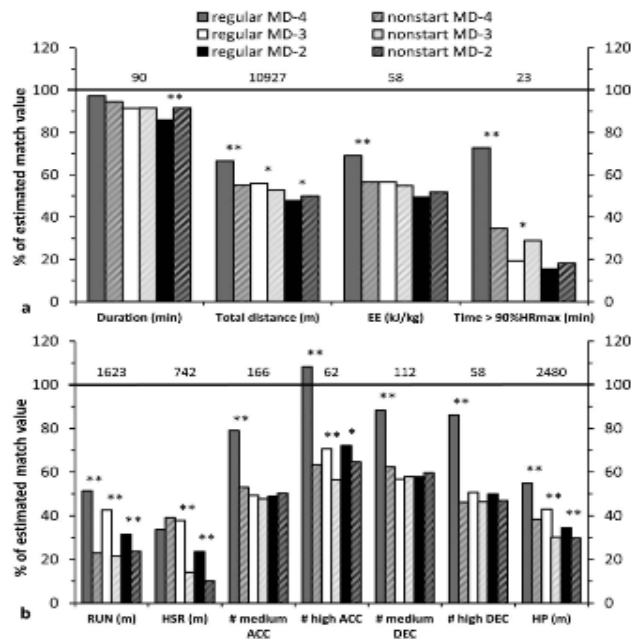 regular MD-4 nonstart MD-4
regular MD-3 nonstart MD-3
regular MD-2 nonstart MD-2
120 120
90 10927 58 23
100 100
**
** ** **
80 80
* *
*
60 60
40 40
20 20
0 0
% of estimated match value
a
Duration (min) Total distance (m) EE (kJ/kg) Time > 90%HRmax (min)
120 120
1623 742 166 62 112 58 2480
**
100 100
** **
80 80
** ** *
60 60
** ** **
40 40
** ** **
20 20
0 0
% of estimated match value
b
RUN (m) HSR (m) # medium ACC # high ACC # medium DEC # high DEC HP (m)